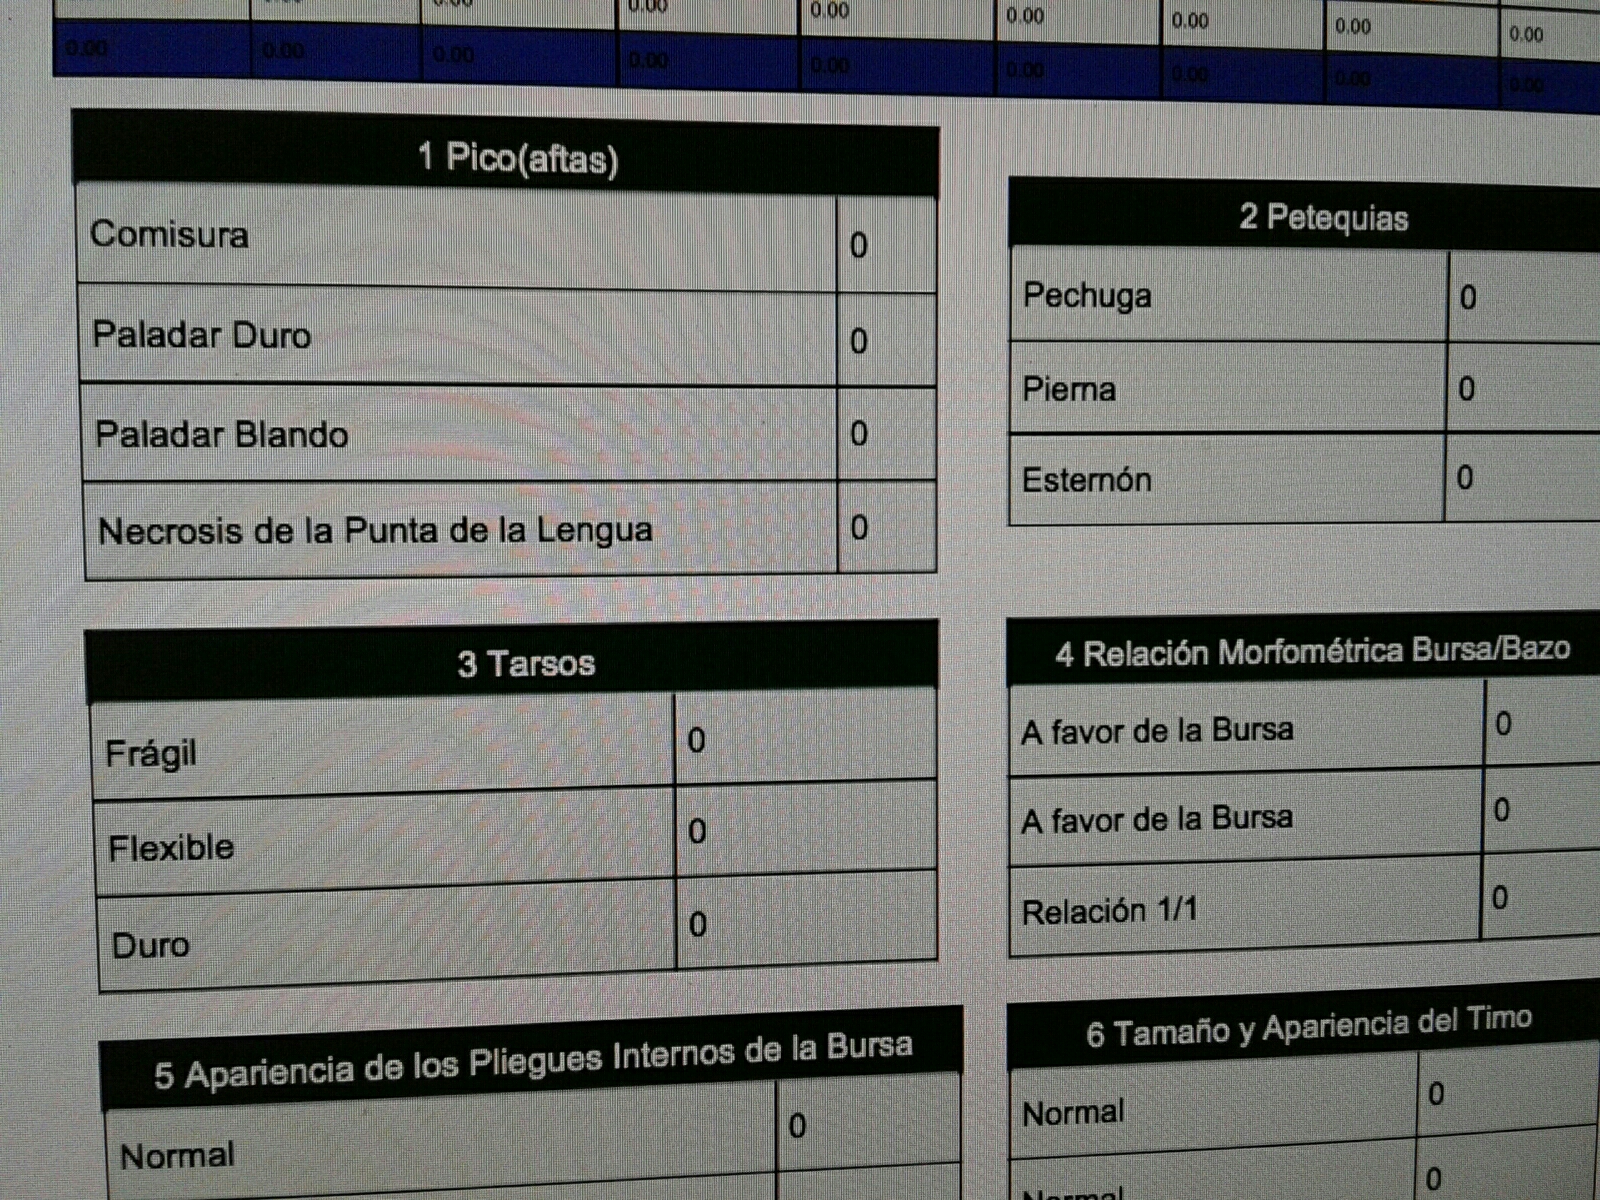 0.00 0.00 0.00 0.00 0.00 0.00 0.00
0.00 0.00 0.00 0.00 0.00 0.00 0.00 0.00 0.00
1 Pico(aftas)
Comisura 0
Paladar Duro 0
Paladar Blando 0
Necrosis de la Punta de la Lengua 0
2 Petequias
Pechuga 0
Pierna 0
Esternón 0
3 Tarsos
Frágil 0
Flexible 0
Duro 0
4 Relación Morfométrica Bursa/Bazo
A favor de la Bursa 0
A favor de la Bursa 0
Relación 1/1 0
5 Apariencia de los Pliegues Internos de la Bursa
Normal 0
6 Tamaño y Apariencia del Timo
Normal 0
Normal 0